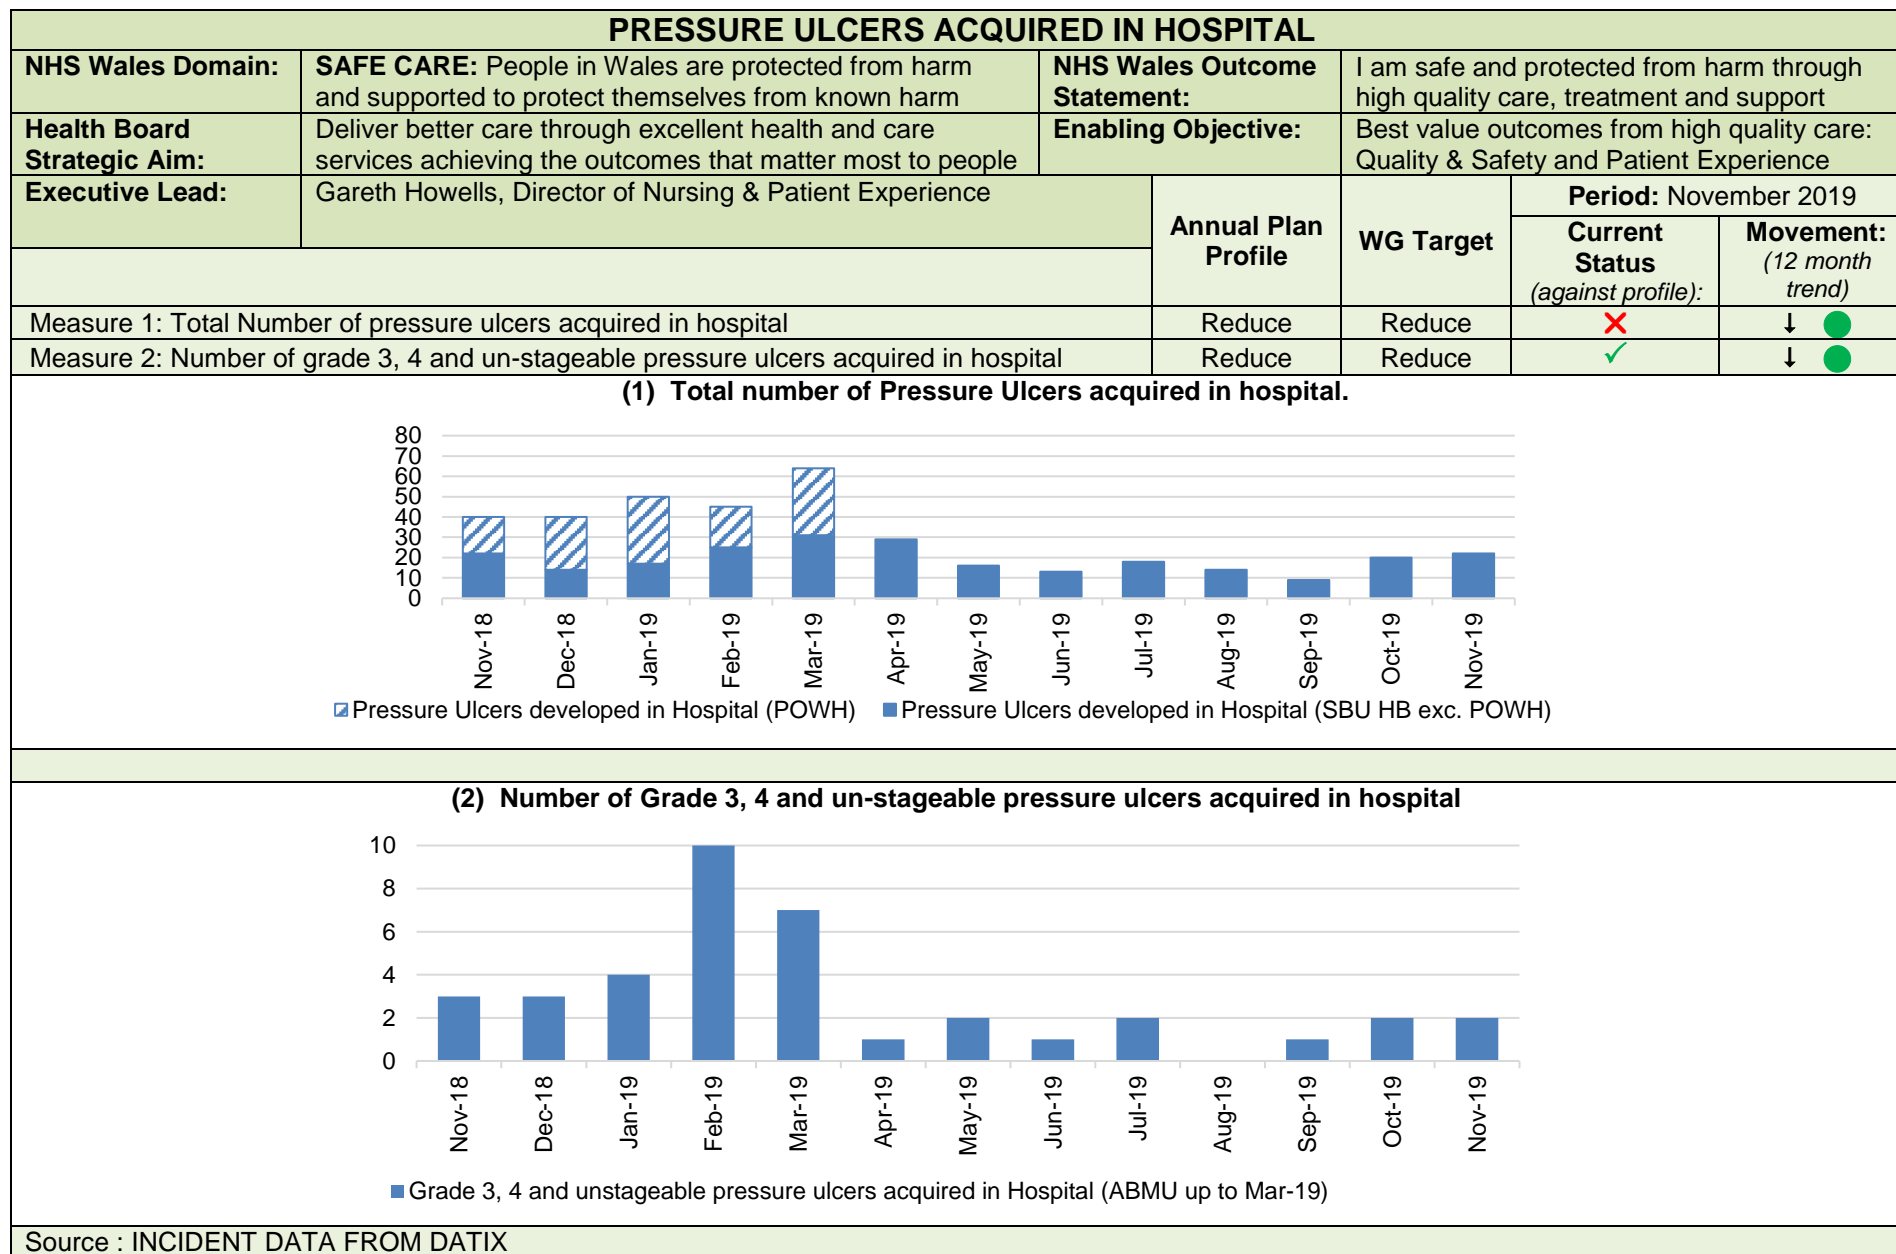 PRESSURE ULCERS ACQUIRED IN HOSPITAL
NHS Wales Domain:
SAFE CARE: People in Wales are protected from harm
and supported to protect themselves from known harm
NHS Wales Outcome
Statement:
I am safe and protected from harm through
high quality care, treatment and support
Health Board
Strategic Aim:
Deliver better care through excellent health and care
services achieving the outcomes that matter most to people
Enabling Objective:
Best value outcomes from high quality care:
Quality & Safety and Patient Experience
Executive Lead:
Gareth Howells, Director of Nursing & Patient Experience
Annual Plan
Profile
WG Target
Period: November 2019
Current
Status
(against profile):
Movement:
(12 month
trend)
Measure 1: Total Number of pressure ulcers acquired in hospital
Reduce
Reduce
✕
↓
Measure 2: Number of grade 3, 4 and un-stageable pressure ulcers acquired in hospital
Reduce
Reduce
✓
↓
(1) Total number of Pressure Ulcers acquired in hospital.
80
70
60
50
40
30
20
10
0
Nov-18
Dec-18
Jan-19
Feb-19
Mar-19
Apr-19
May-19
Jun-19
Jul-19
Aug-19
Sep-19
Oct-19
Nov-19
Pressure Ulcers developed in Hospital (POWH)
Pressure Ulcers developed in Hospital (SBU HB exc. POWH)
(2) Number of Grade 3, 4 and un-stageable pressure ulcers acquired in hospital
10
8
6
4
2
0
Nov-18
Dec-18
Jan-19
Feb-19
Mar-19
Apr-19
May-19
Jun-19
Jul-19
Aug-19
Sep-19
Oct-19
Nov-19
Grade 3, 4 and unstageable pressure ulcers acquired in Hospital (ABMU up to Mar-19)
Source : INCIDENT DATA FROM DATIX